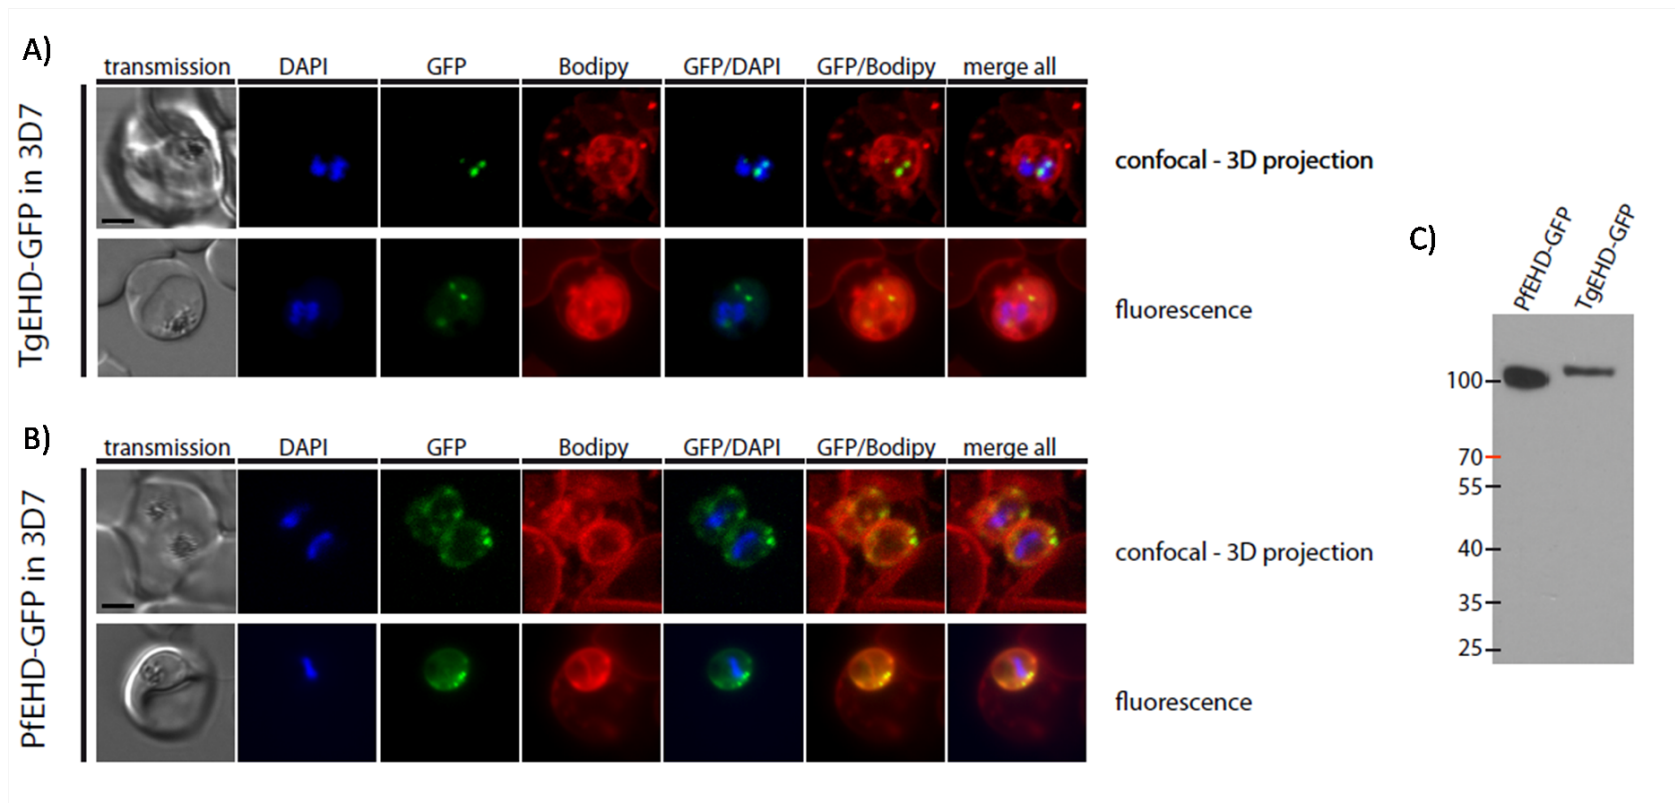 A)
transmission DAPI GFP Bodipy GFP/DAPI GFP/Bodipy merge all
TgEHD-GFP in 3D7
confocal - 3D projection
fluorescence
B)
transmission DAPI GFP Bodipy GFP/DAPI GFP/Bodipy merge all
PfEHD-GFP in 3D7
confocal - 3D projection
fluorescence
C)
PfEHD-GFP
TgEHD-GFP
100
70
55
40
35
25